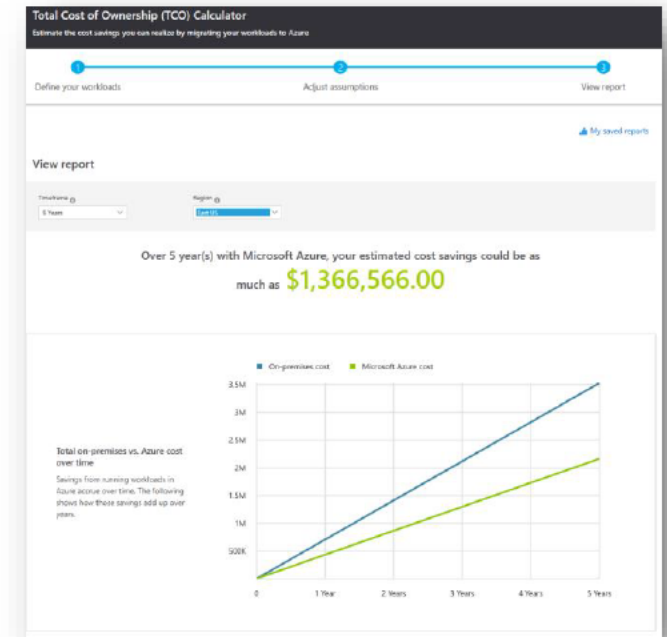 Total Cost of Ownership (TCO) Calculator
Estimate the cost savings you can realize by migrating your workloads to Azure
1
2
3
Define your workloads
Adjust assumptions
View report
My saved reports
View report
Timeframe
Region
5 Years
East US
Over 5 year(s) with Microsoft Azure, your estimated cost savings could be as
much as $1,366,566.00
On-premises cost
Microsoft Azure cost
Total on-premises vs. Azure cost
over time
Savings from running workloads in
Azure accrue over time. The following
shows how those savings add up over
years.
3.5M
3M
2.5M
2M
1.5M
1M
500K
0
1 Year
2 Years
3 Years
4 Years
5 Years